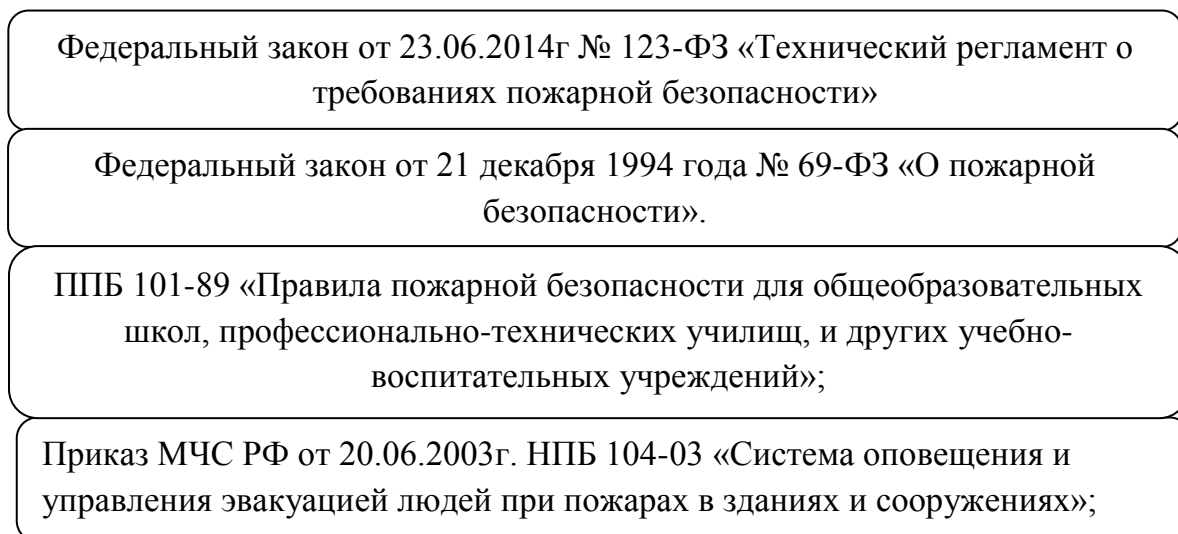 Федеральный закон от 23.06.2014г № 123-ФЗ «Технический регламент о
требованиях пожарной безопасности»
Федеральный закон от 21 декабря 1994 года № 69-ФЗ «О пожарной
безопасности».
ППБ 101-89 «Правила пожарной безопасности для общеобразовательных
школ, профессионально-технических училищ, и других учебно-
воспитательных учреждений»;
Приказ МЧС РФ от 20.06.2003г. НПБ 104-03 «Система оповещения и
управления эвакуацией людей при пожарах в зданиях и сооружениях»;